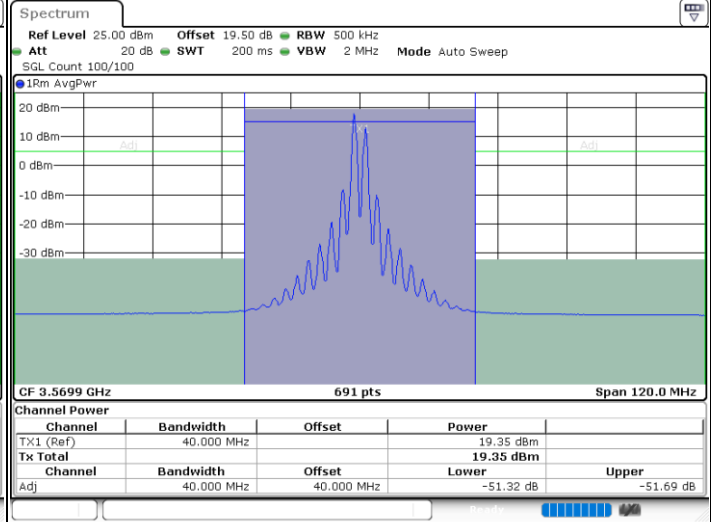 Spectrum
Ref Level 25.00 dBm Offset 19.50 dB RBW 500 kHz
Att 20 dB SWT 200 ms VBW 2 MHz Mode Auto Sweep
SGL Count 100/100
1Rm AvgPwr
20 dBm
10 dBm
Adj Adj
0 dBm
-10 dBm
-20 dBm
-30 dBm
CF 3.5699 GHz 691 pts Span 120.0 MHz
Channel Power
Channel Bandwidth Offset Power
TX1 (Ref) 40.000 MHz 19.35 dBm
Tx Total 19.35 dBm
Channel Bandwidth Offset Lower Upper
Adj 40.000 MHz 40.000 MHz -51.32 dB -51.69 dB
Ready